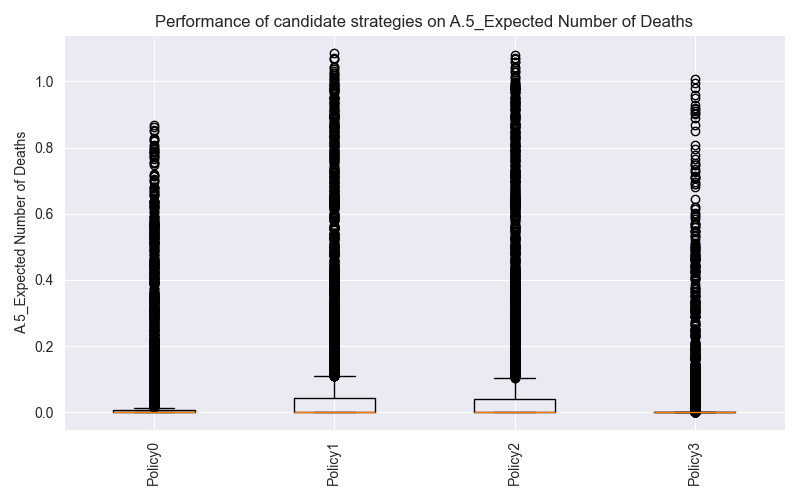 Performance of candidate strategies on A.5_Expected Number of Deaths
A.5_Expected Number of Deaths
1.0
0.8
0.6
0.4
0.2
0.0
Policy0
Policy1
Policy2
Policy3